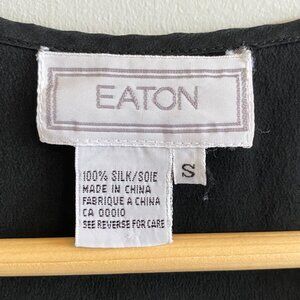 EATON
S
100% SILK/SOIE
MADE IN CHINA
FABRIQUE A CHINA
CA 00010
SEE REVERSE FOR CARE